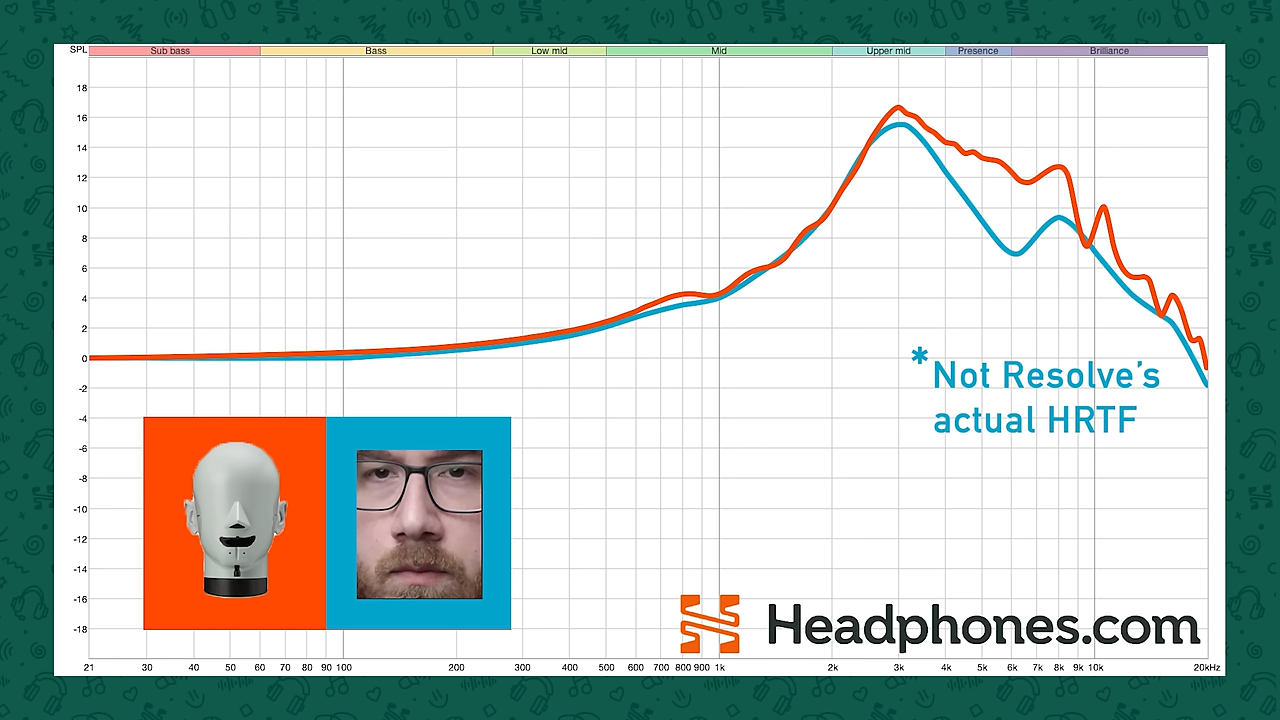 SPL
Sub bass
Bass
Low mid
Mid
Upper mid
Presence
Brilliance
18
16
14
12
10
8
6
4
2
0
-2
-4
-6
-8
-10
-12
-14
-16
-18
*Not Resolve's
actual HRTF
Headphones.com
21 30 40 50 60 70 80 90 100 200 300 400 500 600 700 800 900 1k 2k 3k 4k 5k 6k 7k 8k 9k 10k 20kHz